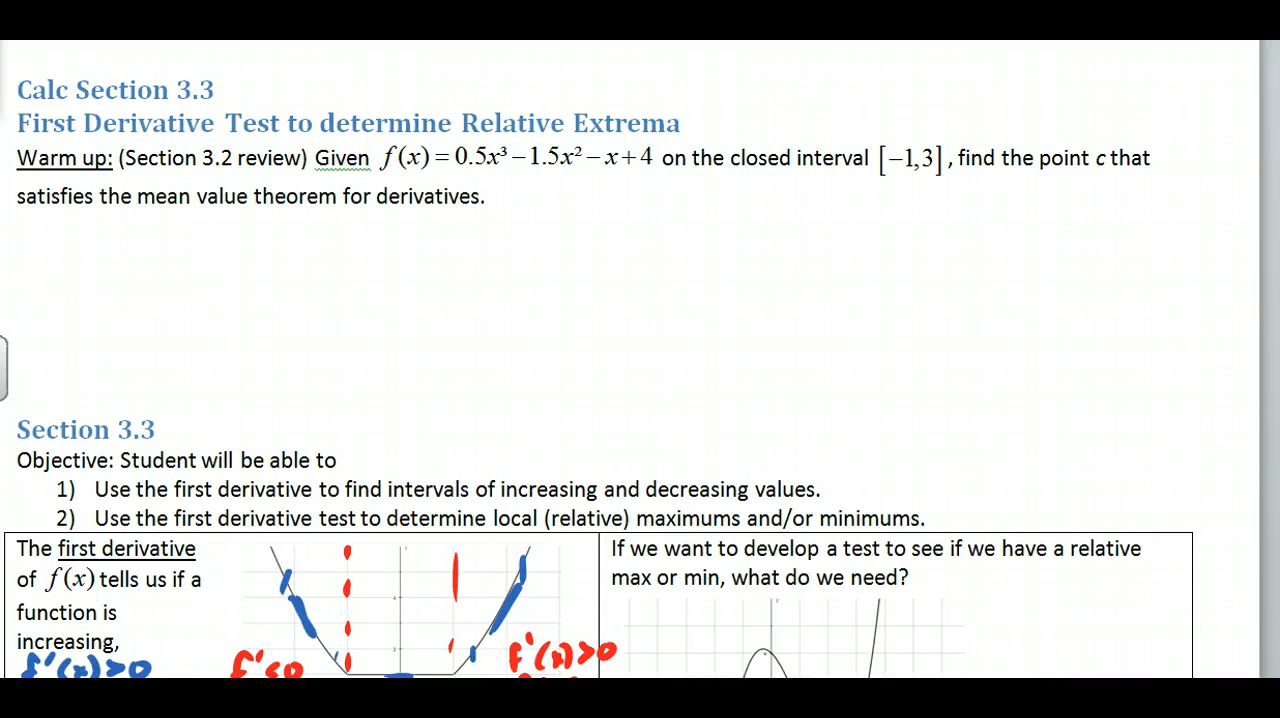 Calc Section 3.3
First Derivative Test to determine Relative Extrema
Warm up: (Section 3.2 review) Given f(x) = 0.5x³ − 1.5x² − x + 4 on the closed interval [−1,3], find the point c that
satisfies the mean value theorem for derivatives.
Section 3.3
Objective: Student will be able to
1) Use the first derivative to find intervals of increasing and decreasing values.
2) Use the first derivative test to determine local (relative) maximums and/or minimums.
The first derivative
of f(x) tells us if a
function is
increasing,
f'(x)>0
f'<0
f'(x)>0
If we want to develop a test to see if we have a relative
max or min, what do we need?